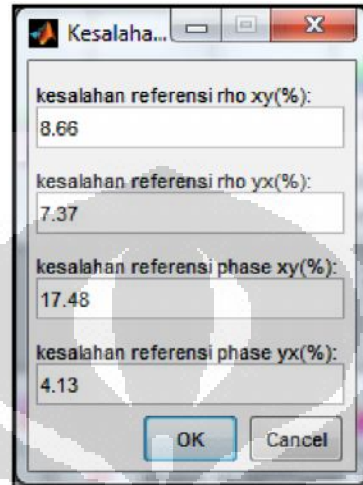 Kesalaha...
kesalahan referensi rho xy(%):
8.66
kesalahan referensi rho yx(%):
7.37
kesalahan referensi phase xy(%):
17.48
kesalahan referensi phase yx(%):
4.13
OK Cancel